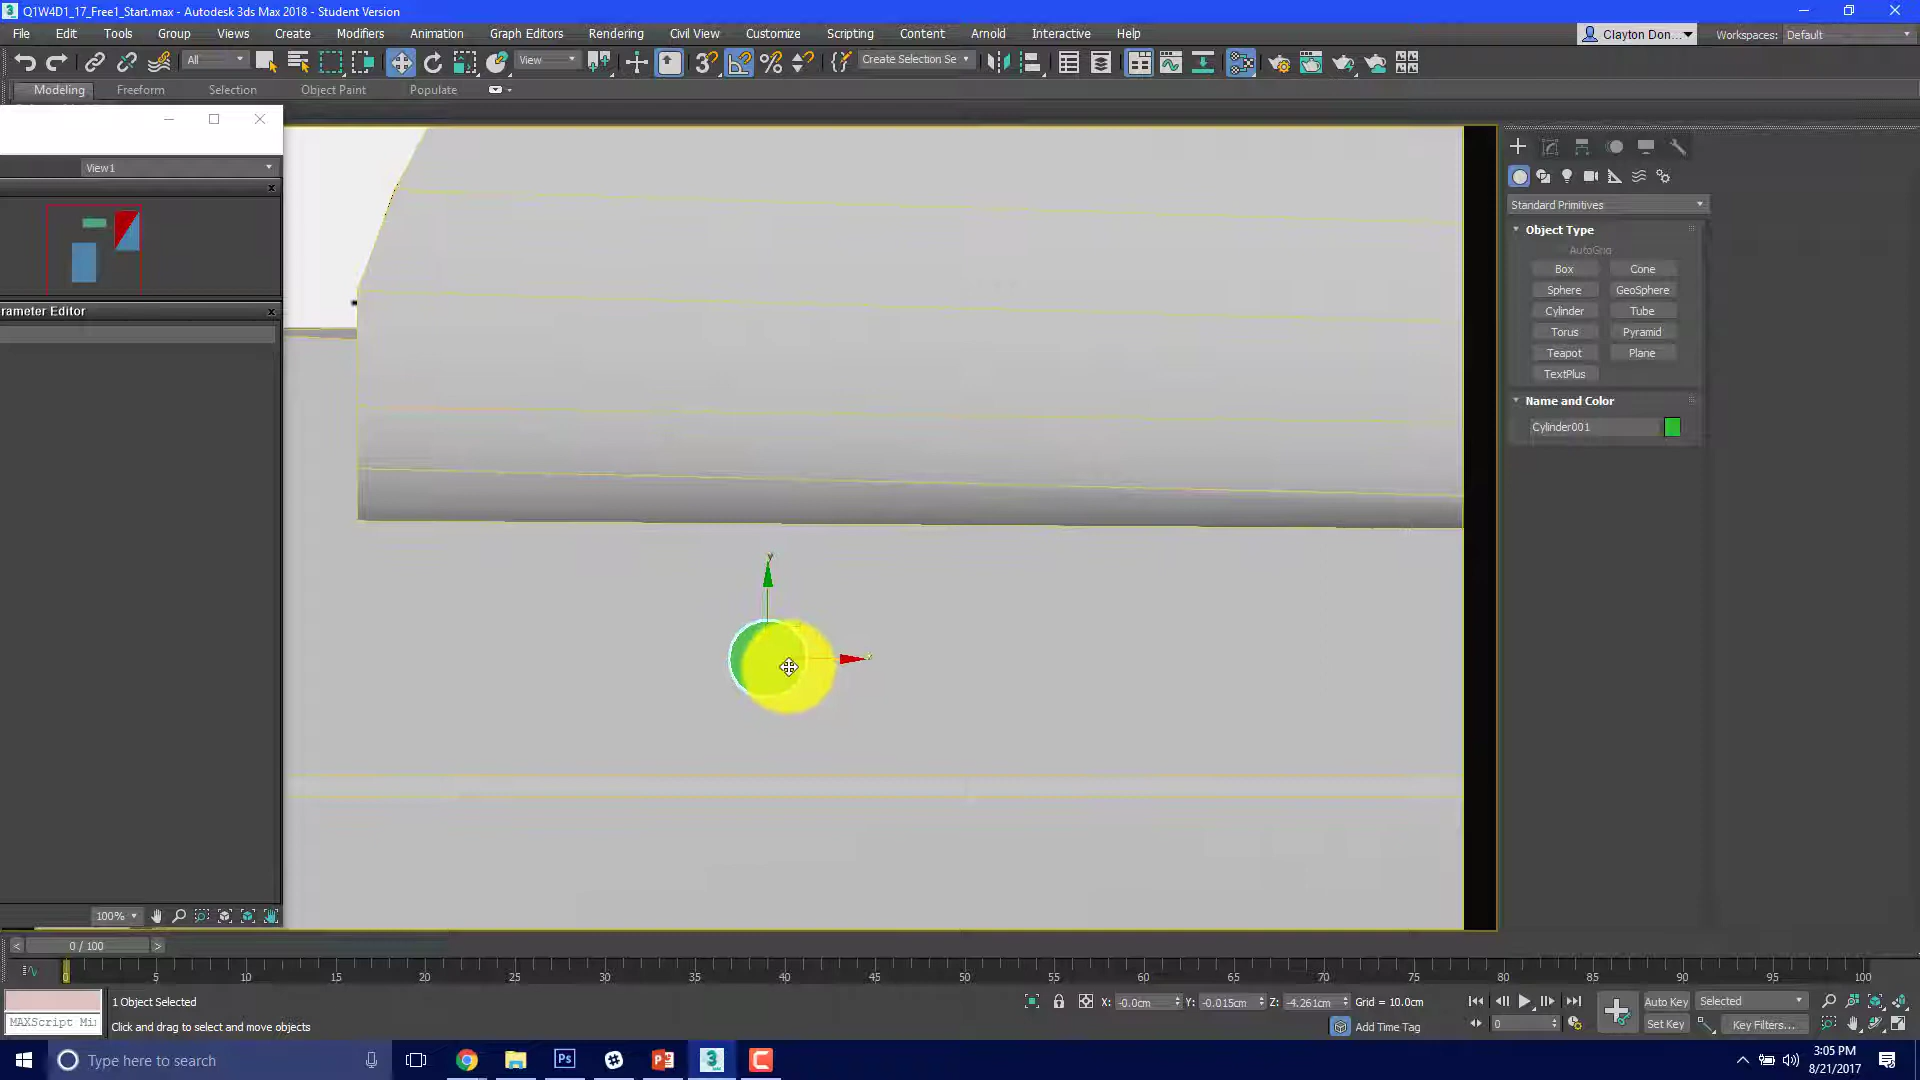 Q1W4D1_17_Free1_Start.max - Autodesk 3ds Max 2018 - Student Version
File Edit Tools Group Views Create Modifiers Animation Graph Editors Rendering Civil View Customize Scripting Content Arnold Interactive Help
Clayton Don... Workspaces: Default
All View Create Selection Se
Modeling Freeform Selection Object Paint Populate
View1
rameter Editor
Standard Primitives
Object Type
AutoGrid
Box Cone
Sphere GeoSphere
Cylinder Tube
Torus Pyramid
Teapot Plane
TextPlus
Name and Color
Cylinder001
y
x
100%
0 / 100
0 5 10 15 20 25 30 35 40 45 50 55 60 65 70 75 80 85 90 95 100
1 Object Selected
X: -0.0cm Y: -0.015cm Z: -4.261cm Grid = 10.0cm
Auto Key Selected
MAXScript Mi
Click and drag to select and move objects
Add Time Tag
0
Set Key Key Filters...
Type here to search
3:05 PM
8/21/2017